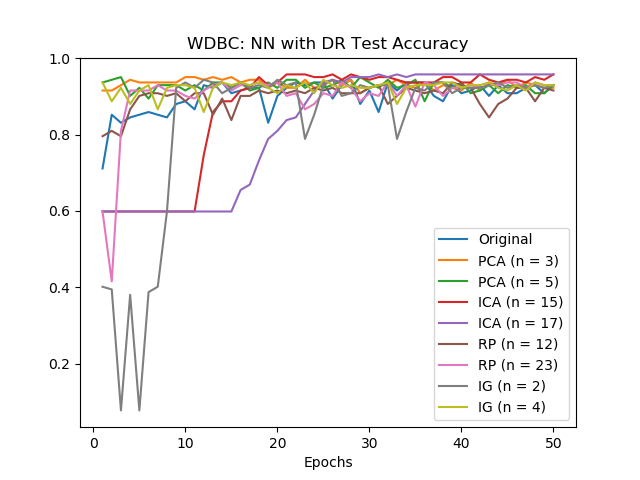 WDBC: NN with DR Test Accuracy
1.0
0.8
0.6
0.4
0.2
0
10
20
30
40
50
Epochs
Original
PCA (n = 3)
PCA (n = 5)
ICA (n = 15)
ICA (n = 17)
RP (n = 12)
RP (n = 23)
IG (n = 2)
IG (n = 4)